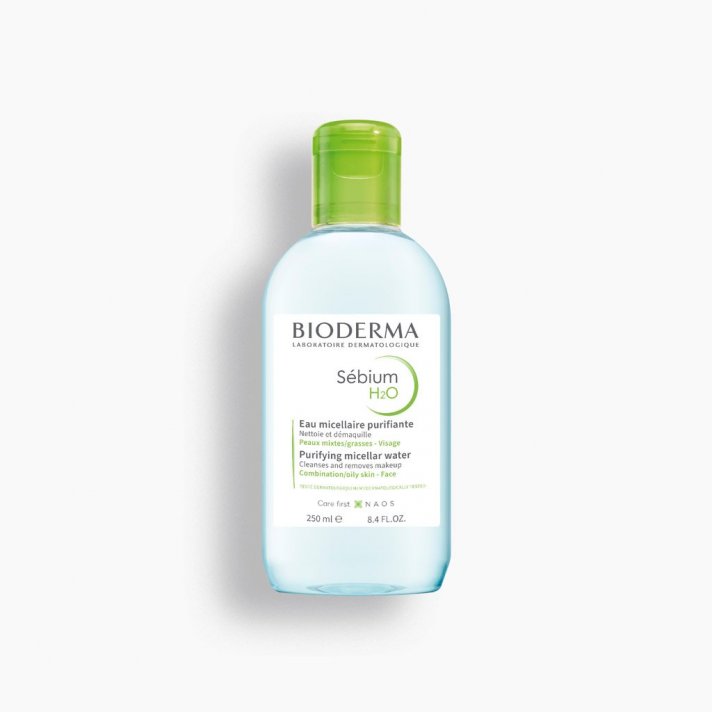 BIODERMA
LABORATOIRE DERMATOLOGIQUE
Sébium
H2O
Eau micellaire purifiante
Nettoie et démaquille
Peaux mixtes/grasses - Visage
Purifying micellar water
Cleanses and removes makeup
Combination/oily skin - Face
Care first. NAOS
250 ml ℮ 8.4 FL.OZ.